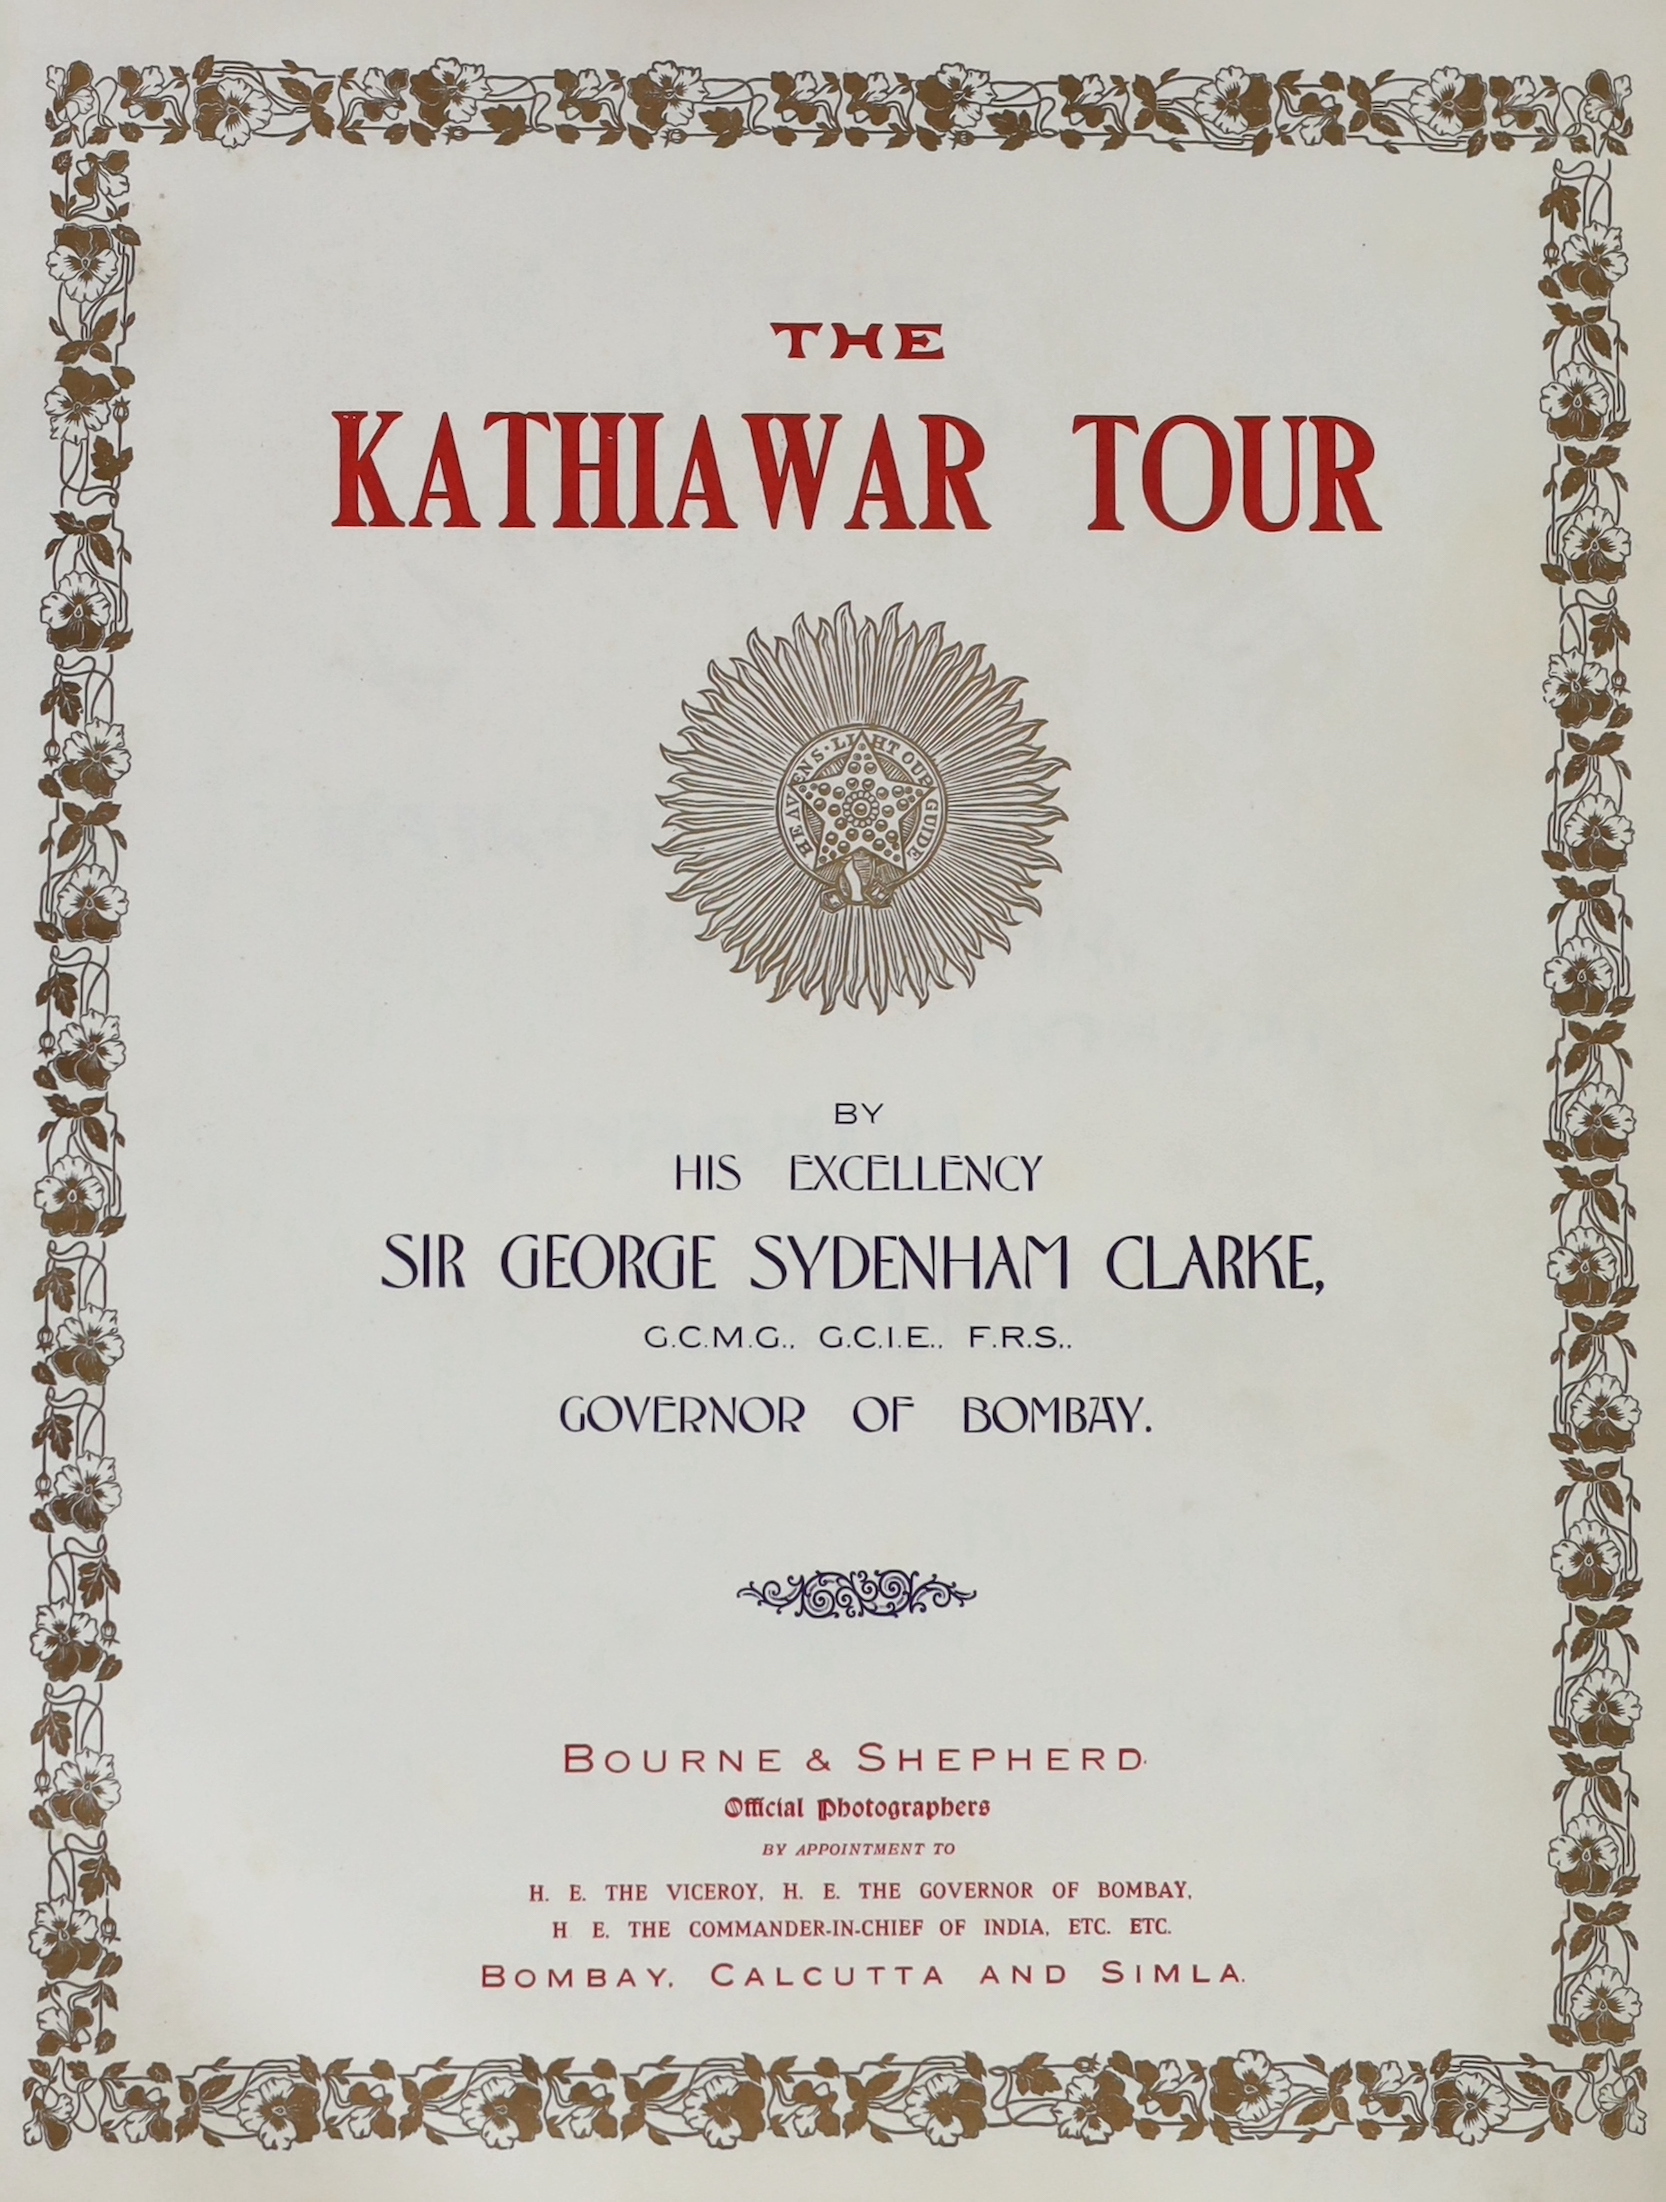 THE
KATHIAWAR TOUR
HEAVENS·LIGHT OUR GUIDE
BY
HIS EXCELLENCY
SIR GEORGE SYDENHAM CLARKE,
G.C.M.G., G.C.I.E., F.R.S.,
GOVERNOR OF BOMBAY.
BOURNE & SHEPHERD.
Official Photographers
BY APPOINTMENT TO
H. E. THE VICEROY, H. E. THE GOVERNOR OF BOMBAY,
H E. THE COMMANDER-IN-CHIEF OF INDIA, ETC. ETC.
BOMBAY, CALCUTTA AND SIMLA.